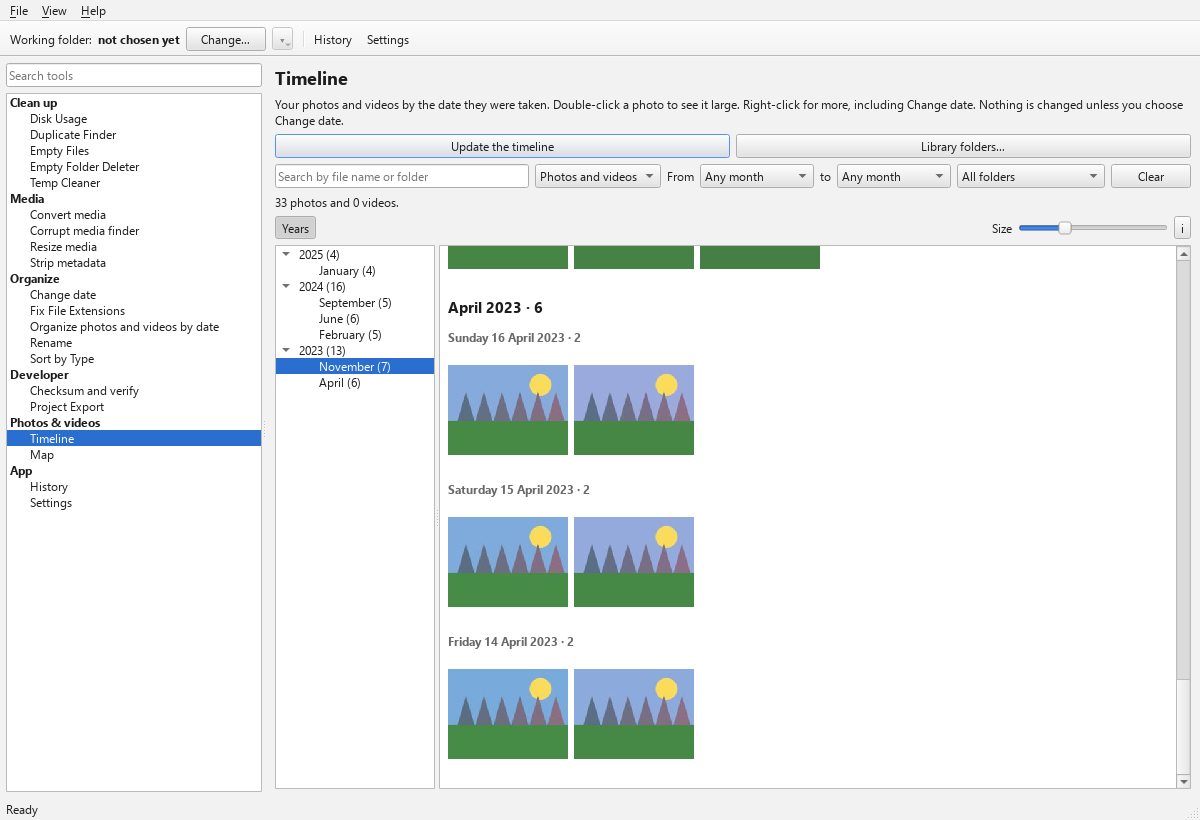 File View Help
Working folder: not chosen yet Change... History Settings
Search tools
Clean up
Disk Usage
Duplicate Finder
Empty Files
Empty Folder Deleter
Temp Cleaner
Media
Convert media
Corrupt media finder
Resize media
Strip metadata
Organize
Change date
Fix File Extensions
Organize photos and videos by date
Rename
Sort by Type
Developer
Checksum and verify
Project Export
Photos & videos
Timeline
Map
App
History
Settings
Timeline
Your photos and videos by the date they were taken. Double-click a photo to see it large. Right-click for more, including Change date. Nothing is changed unless you choose
Change date.
Update the timeline Library folders...
Search by file name or folder Photos and videos From Any month to Any month All folders Clear
33 photos and 0 videos.
Years Size i
2025 (4)
January (4)
2024 (16)
September (5)
June (6)
February (5)
2023 (13)
November (7)
April (6)
April 2023 · 6
Sunday 16 April 2023 · 2
Saturday 15 April 2023 · 2
Friday 14 April 2023 · 2
Ready